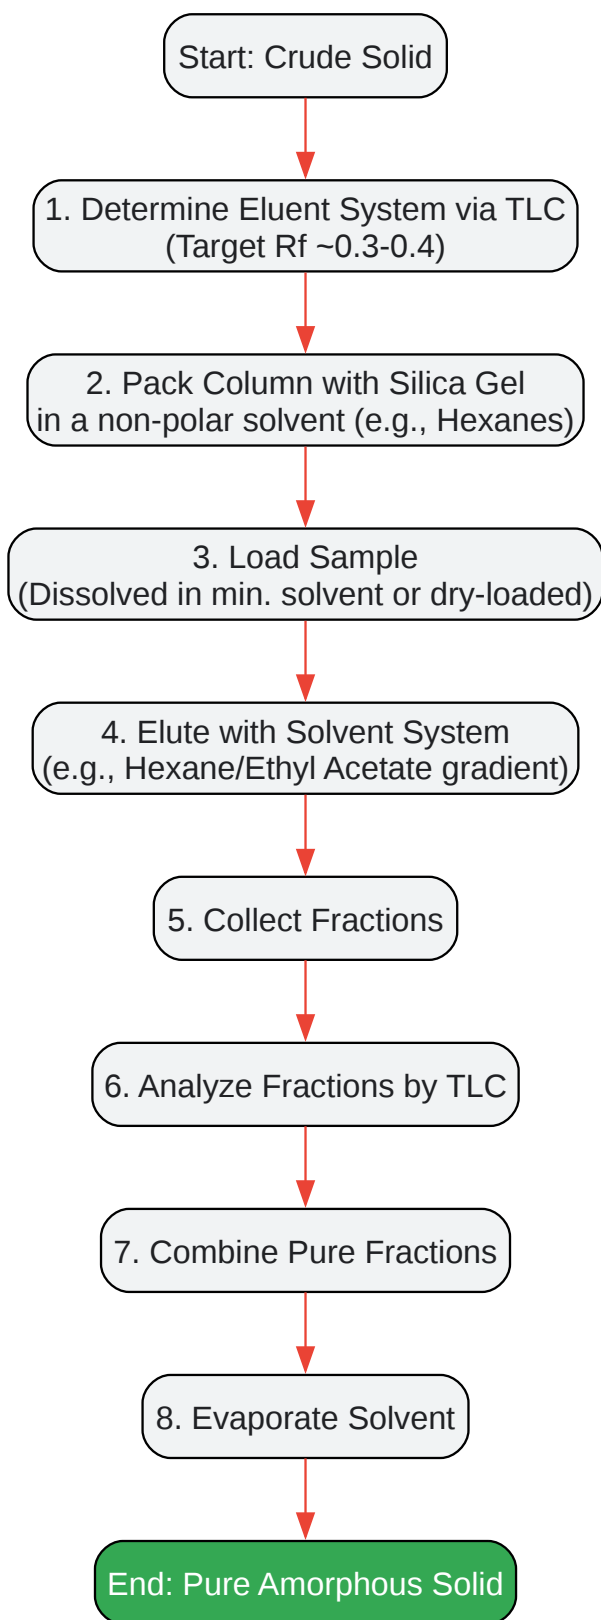 Start: Crude Solid
1. Determine Eluent System via TLC
(Target Rf ~0.3-0.4)
2. Pack Column with Silica Gel
in a non-polar solvent (e.g., Hexanes)
3. Load Sample
(Dissolved in min. solvent or dry-loaded)
4. Elute with Solvent System
(e.g., Hexane/Ethyl Acetate gradient)
5. Collect Fractions
6. Analyze Fractions by TLC
7. Combine Pure Fractions
8. Evaporate Solvent
End: Pure Amorphous Solid